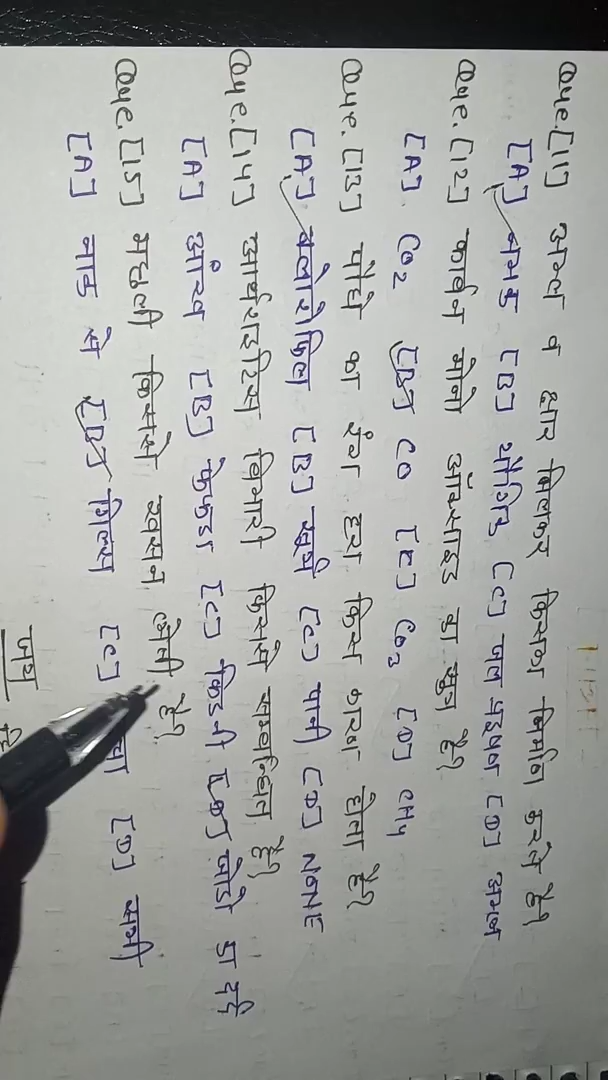 Que.[11] अम्ल व क्षार मिलकर किसका निर्माण करते है?
[A] नमक [B] यौगिक [C] जल प्रदूषण [D] अम्ल
Que.[12] कार्बन मोनो ऑक्साइड का सूत्र है?
[A]. CO2 [B] CO [C] CO3 [D] CH4
Que.[13] पौधे का रंग हरा किस कारण होता है?
[A] क्लोरोफिल [B] सूर्य [C] पानी [D] NONE
Que.[14] आर्थराइटिस बिमारी किससे सम्बन्धित है?
[A] आँख [B] फेफडा [C] किडनी [D] जोडो का दर्द
Que.[15] मछली किससे श्वसन लेती है?
[A] नाक से [B] गिल्स [C] [D] सभी